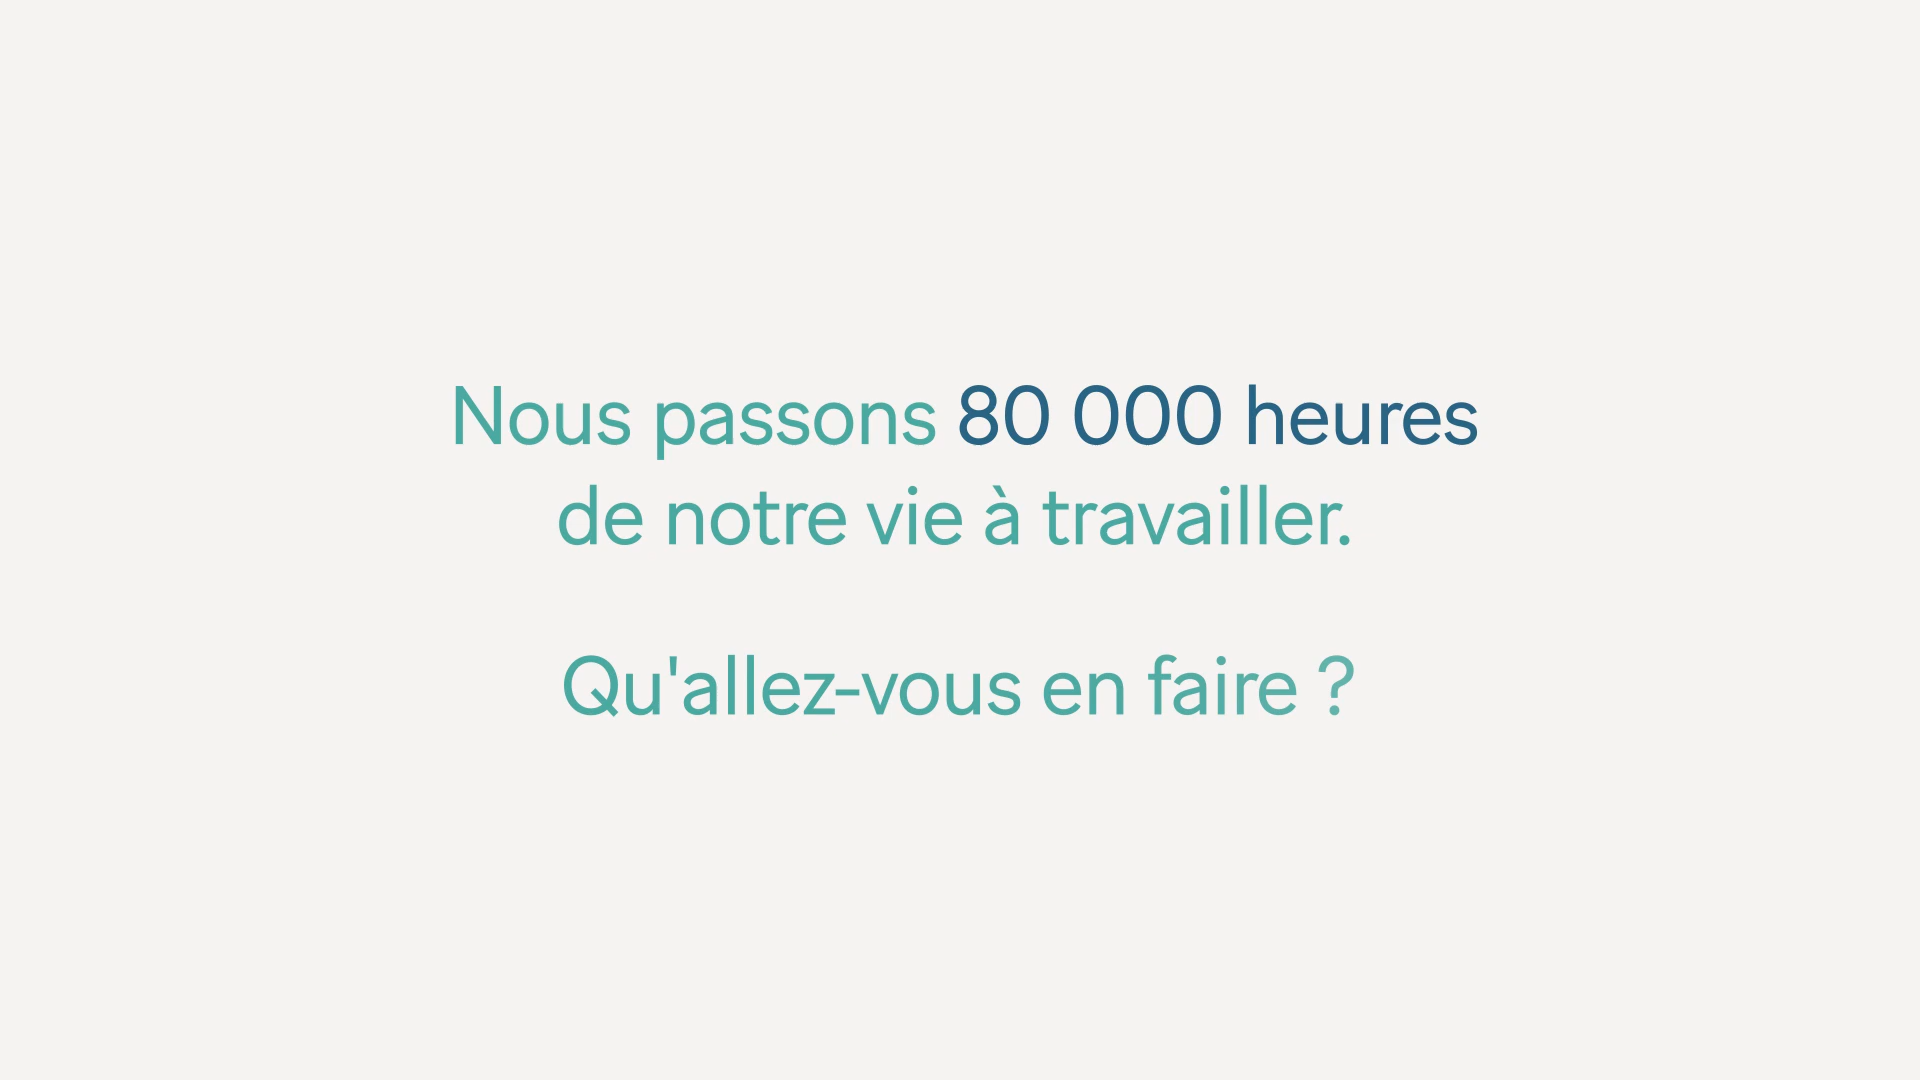 Nous passons 80 000 heures
de notre vie à travailler.
Qu'allez-vous en faire ?